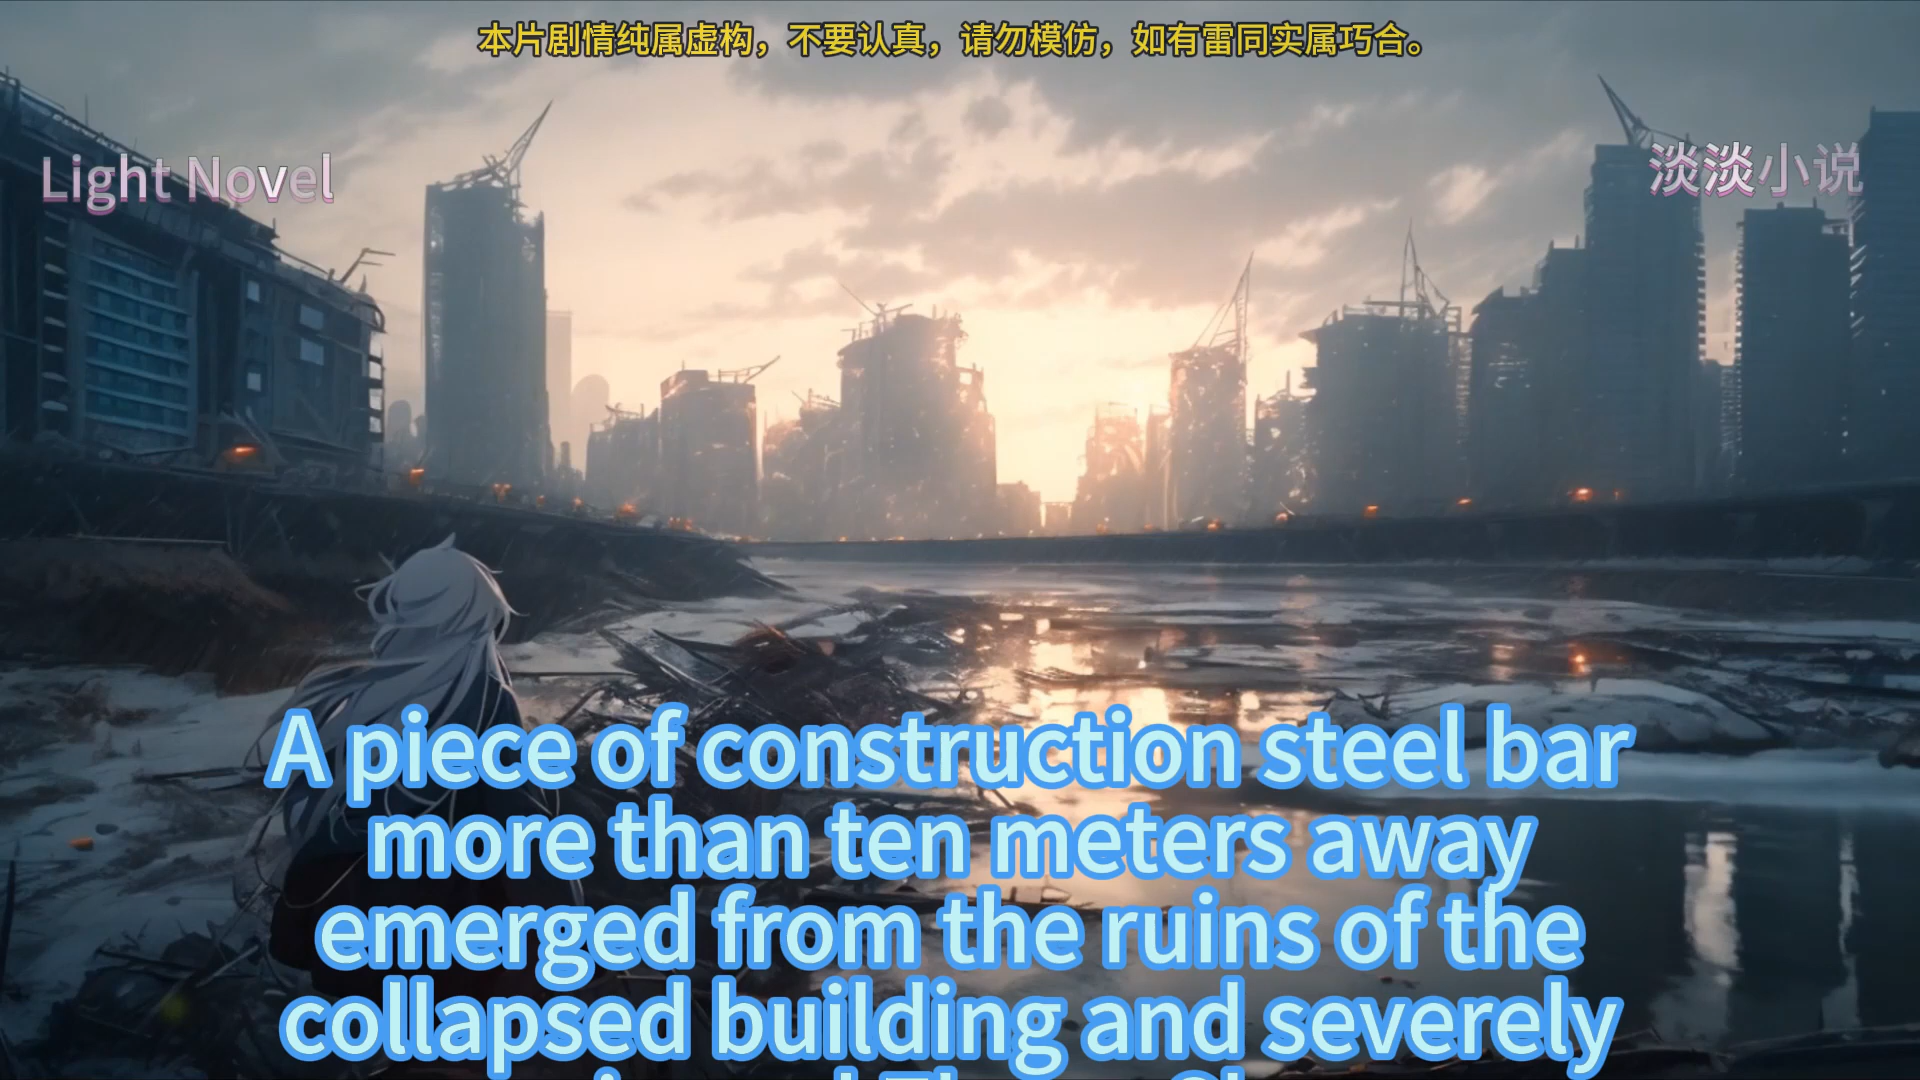 本片剧情纯属虚构，不要认真，请勿模仿，如有雷同实属巧合。
Light Novel
淡淡小说
A piece of construction steel bar
more than ten meters away
emerged from the ruins of the
collapsed building and severely